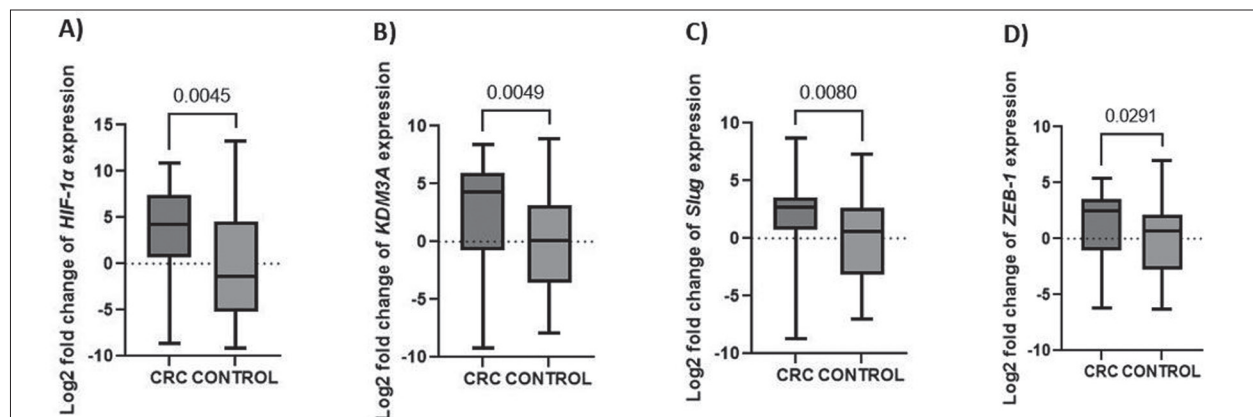 A)
Log2 fold change of HIF-1α expression
0.0045
15
10
5
0
-5
-10
CRC CONTROL
B)
Log2 fold change of KDM3A expression
0.0049
10
5
0
-5
-10
CRC CONTROL
C)
Log2 fold change of Slug expression
0.0080
10
5
0
-5
-10
CRC CONTROL
D)
Log2 fold change of ZEB-1 expression
0.0291
10
5
0
-5
-10
CRC CONTROL